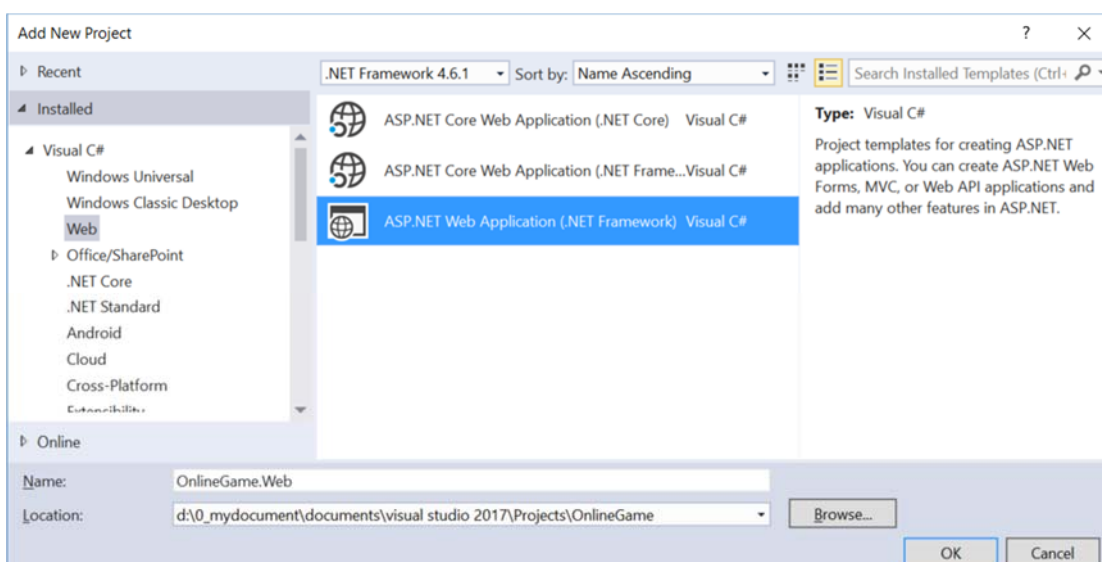 Add New Project
?
Recent
.NET Framework 4.6.1
Sort by:
Name Ascending
Search Installed Templates (Ctrl+
Installed
Visual C#
Windows Universal
Windows Classic Desktop
Web
Office/SharePoint
.NET Core
.NET Standard
Android
Cloud
Cross-Platform
Extensibility
Online
ASP.NET Core Web Application (.NET Core) Visual C#
ASP.NET Core Web Application (.NET Frame...Visual C#
ASP.NET Web Application (.NET Framework) Visual C#
Type: Visual C#
Project templates for creating ASP.NET
applications. You can create ASP.NET Web
Forms, MVC, or Web API applications and
add many other features in ASP.NET.
Name:
OnlineGame.Web
Location:
d:\0_mydocument\documents\visual studio 2017\Projects\OnlineGame
Browse...
OK
Cancel